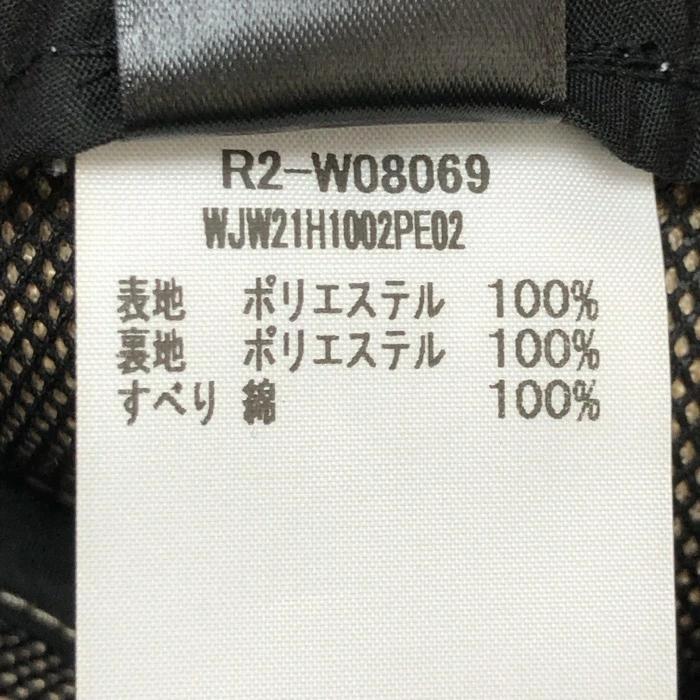 R2-W08069
WJW21H1002PE02
表地 ポリエステル 100%
裏地 ポリエステル 100%
すべり 綿 100%